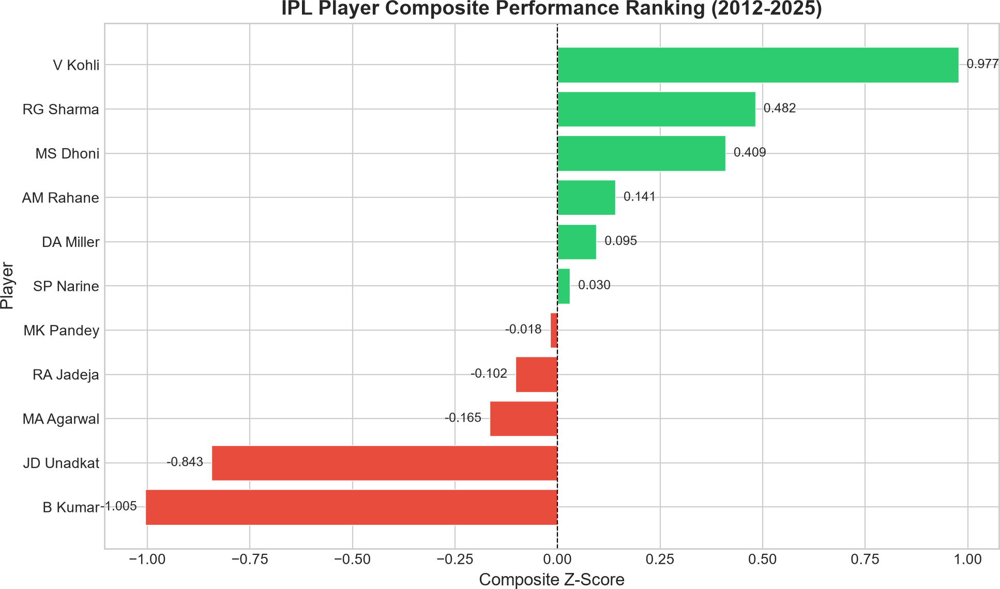 IPL Player Composite Performance Ranking (2012-2025)
V Kohli 0.977
RG Sharma 0.482
MS Dhoni 0.409
AM Rahane 0.141
DA Miller 0.095
SP Narine 0.030
MK Pandey -0.018
RA Jadeja -0.102
MA Agarwal -0.165
JD Unadkat -0.843
B Kumar -1.005
Player
−1.00 −0.75 −0.50 −0.25 0.00 0.25 0.50 0.75 1.00
Composite Z-Score